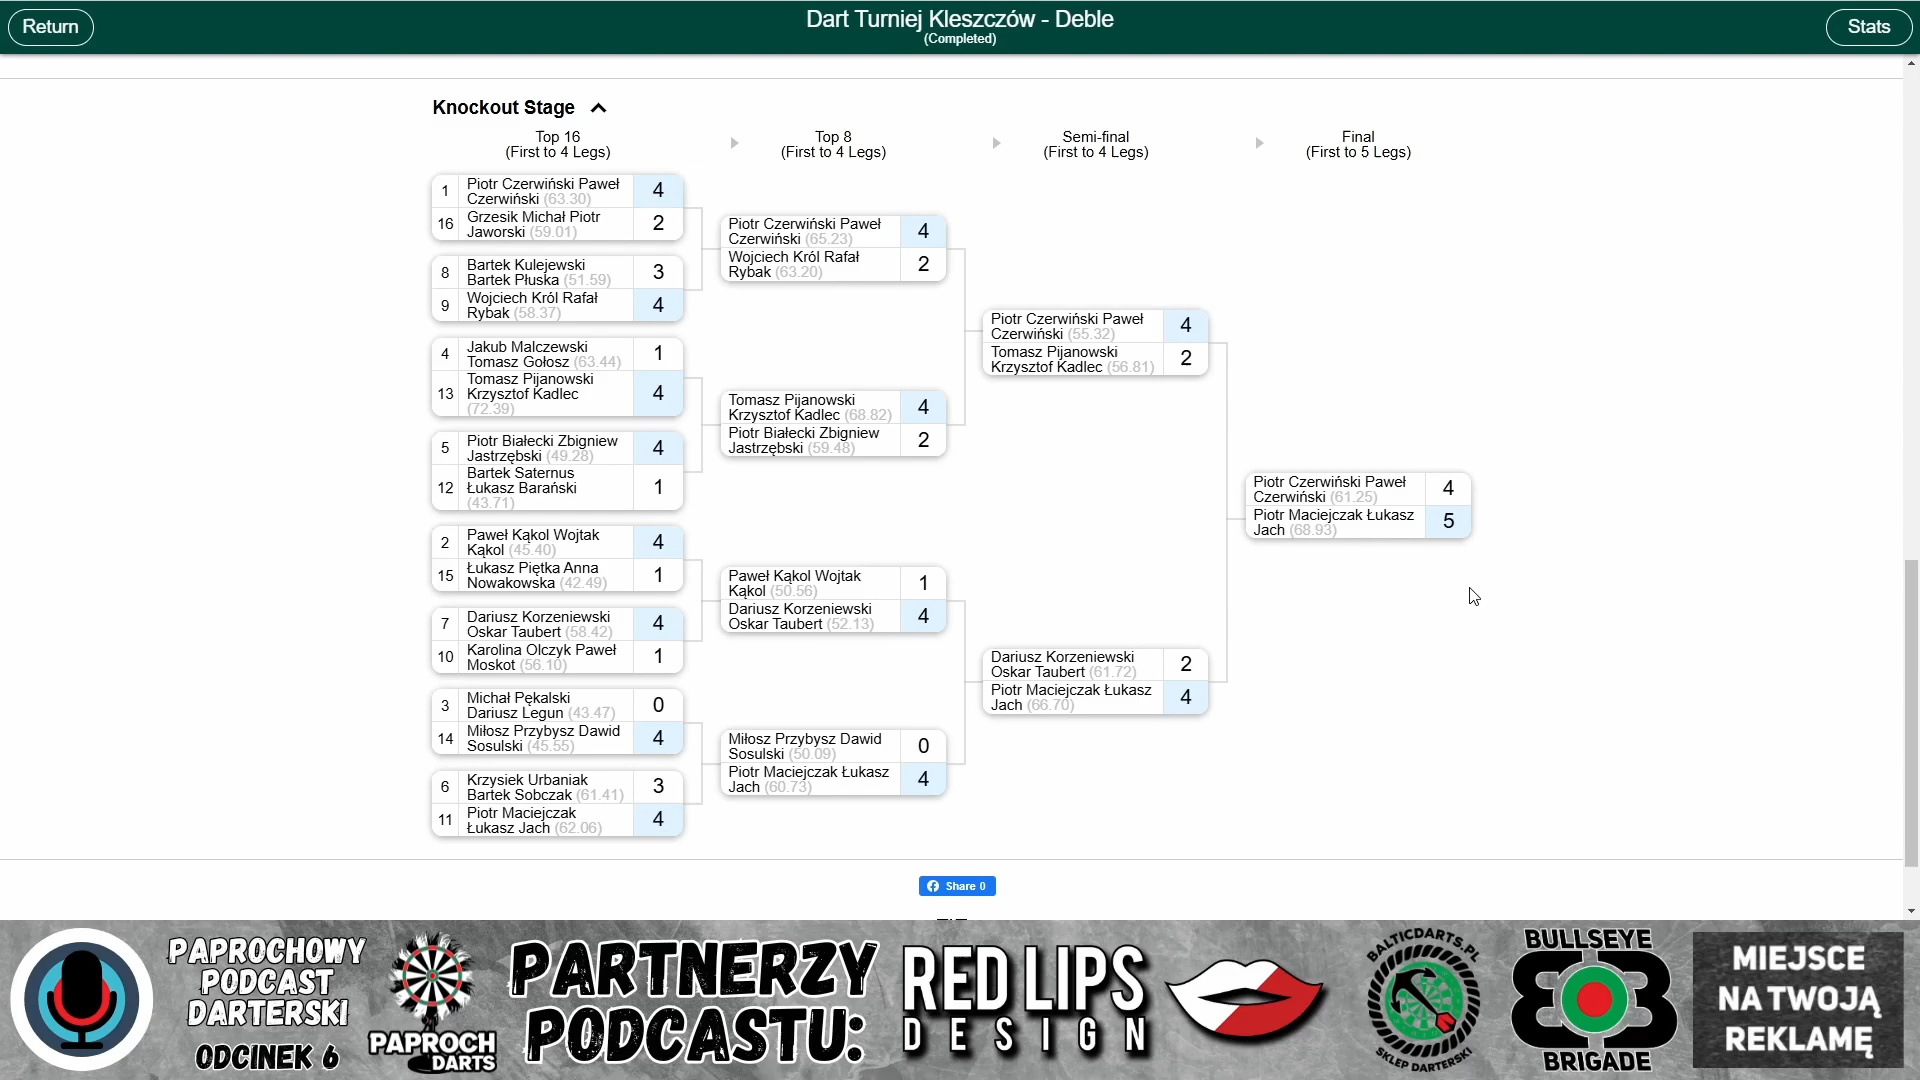 Return
Dart Turniej Kleszczów - Deble
(Completed)
Stats
Knockout Stage
Top 16
(First to 4 Legs)
Top 8
(First to 4 Legs)
Semi-final
(First to 4 Legs)
Final
(First to 5 Legs)
1
Piotr Czerwiński Paweł
Czerwiński (63.30)
4
16
Grzesik Michał Piotr
Jaworski (59.01)
2
8
Bartek Kulejewski
Bartek Płuska (51.59)
3
9
Wojciech Król Rafał
Rybak (58.37)
4
4
Jakub Malczewski
Tomasz Gołosz (63.44)
1
13
Tomasz Pijanowski
Krzysztof Kadlec
(72.39)
4
5
Piotr Białecki Zbigniew
Jastrzębski (49.28)
4
12
Bartek Saternus
Łukasz Barański
(43.71)
1
2
Paweł Kąkol Wojtak
Kąkol (45.40)
4
15
Łukasz Piętka Anna
Nowakowska (42.49)
1
7
Dariusz Korzeniewski
Oskar Taubert (58.42)
4
10
Karolina Olczyk Paweł
Moskot (56.10)
1
3
Michał Pękalski
Dariusz Legun (43.47)
0
14
Miłosz Przybysz Dawid
Sosulski (45.55)
4
6
Krzysiek Urbaniak
Bartek Sobczak (61.41)
3
11
Piotr Maciejczak
Łukasz Jach (62.06)
4
Piotr Czerwiński Paweł
Czerwiński (65.23)
4
Wojciech Król Rafał
Rybak (63.20)
2
Tomasz Pijanowski
Krzysztof Kadlec (68.82)
4
Piotr Białecki Zbigniew
Jastrzębski (59.48)
2
Paweł Kąkol Wojtak
Kąkol (50.56)
1
Dariusz Korzeniewski
Oskar Taubert (52.13)
4
Miłosz Przybysz Dawid
Sosulski (50.09)
0
Piotr Maciejczak Łukasz
Jach (60.73)
4
Piotr Czerwiński Paweł
Czerwiński (55.32)
4
Tomasz Pijanowski
Krzysztof Kadlec (56.81)
2
Dariusz Korzeniewski
Oskar Taubert (61.72)
2
Piotr Maciejczak Łukasz
Jach (66.70)
4
Piotr Czerwiński Paweł
Czerwiński (61.25)
4
Piotr Maciejczak Łukasz
Jach (68.93)
5
Share 0
PAPROCHOWY
PODCAST
DARTERSKI
ODCINEK 6
PAPROCH
DARTS
PARTNERZY
PODCASTU:
RED LIPS
DESIGN
BALTICDARTS.PL
SKLEP DARTERSKI
BULLSEYE
BRIGADE
MIEJSCE
NA TWOJĄ
REKLAMĘ